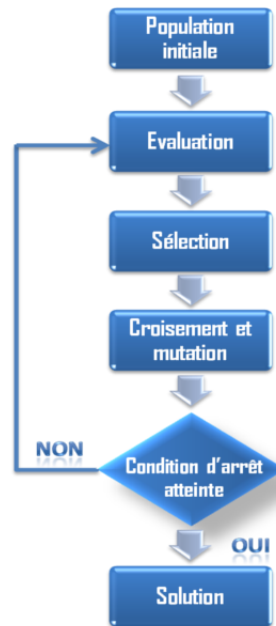 Population
initiale
Evaluation
Sélection
Croisement et
mutation
NON
Condition d'arrêt
atteinte
OUI
Solution